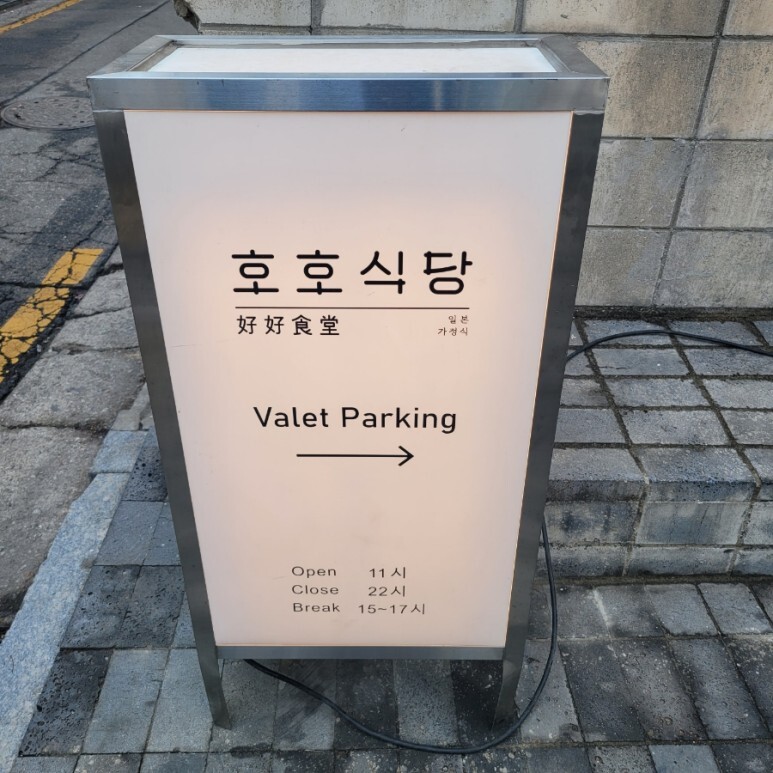 호호식당
好好食堂
일본
가정식
Valet Parking
Open 11시
Close 22시
Break 15~17시